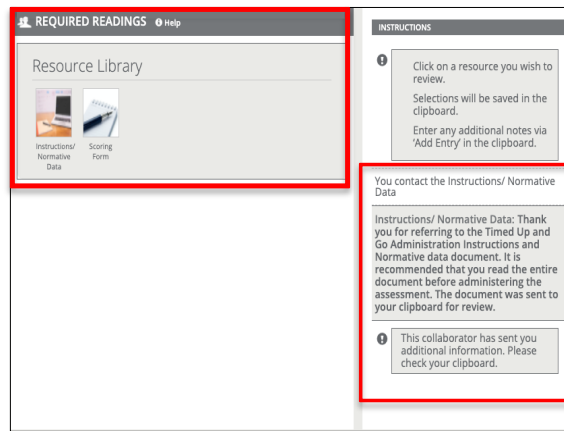 REQUIRED READINGS Help
Resource Library
Instructions/
Normative
Data
Scoring
Form
INSTRUCTIONS
Click on a resource you wish to
review.
Selections will be saved in the
clipboard.
Enter any additional notes via
'Add Entry' in the clipboard.
You contact the Instructions/ Normative
Data
Instructions/ Normative Data: Thank
you for referring to the Timed Up and
Go Administration Instructions and
Normative data document. It is
recommended that you read the entire
document before administering the
assessment. The document was sent to
your clipboard for review.
This collaborator has sent you
additional information. Please
check your clipboard.